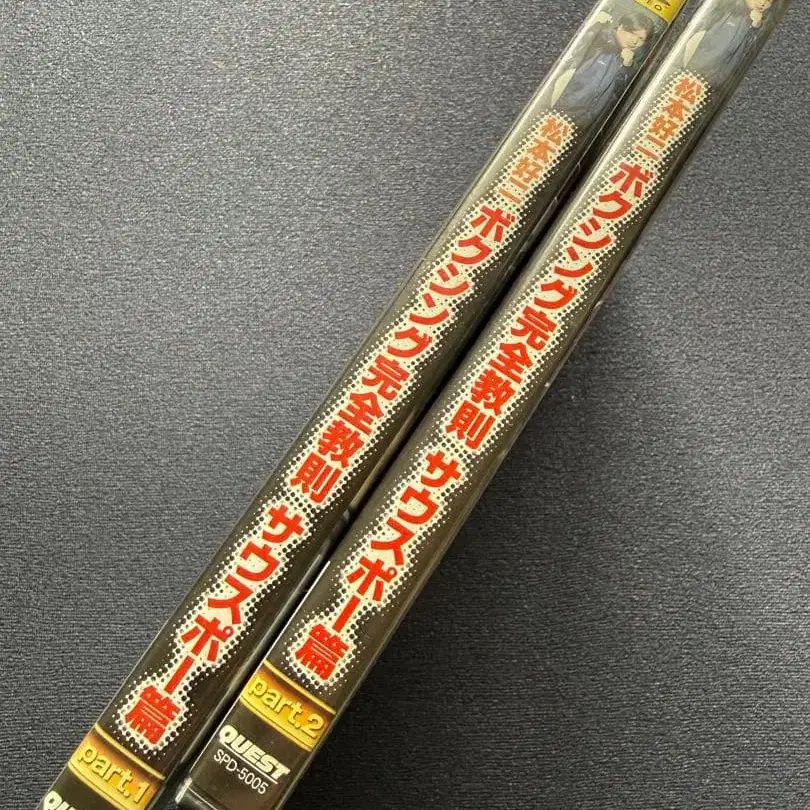 松本好二 ボクシング完全教則 サウスポー篇
part.1
QUEST
松本好二 ボクシング完全教則 サウスポー篇
part.2
QUEST
SPD-5005